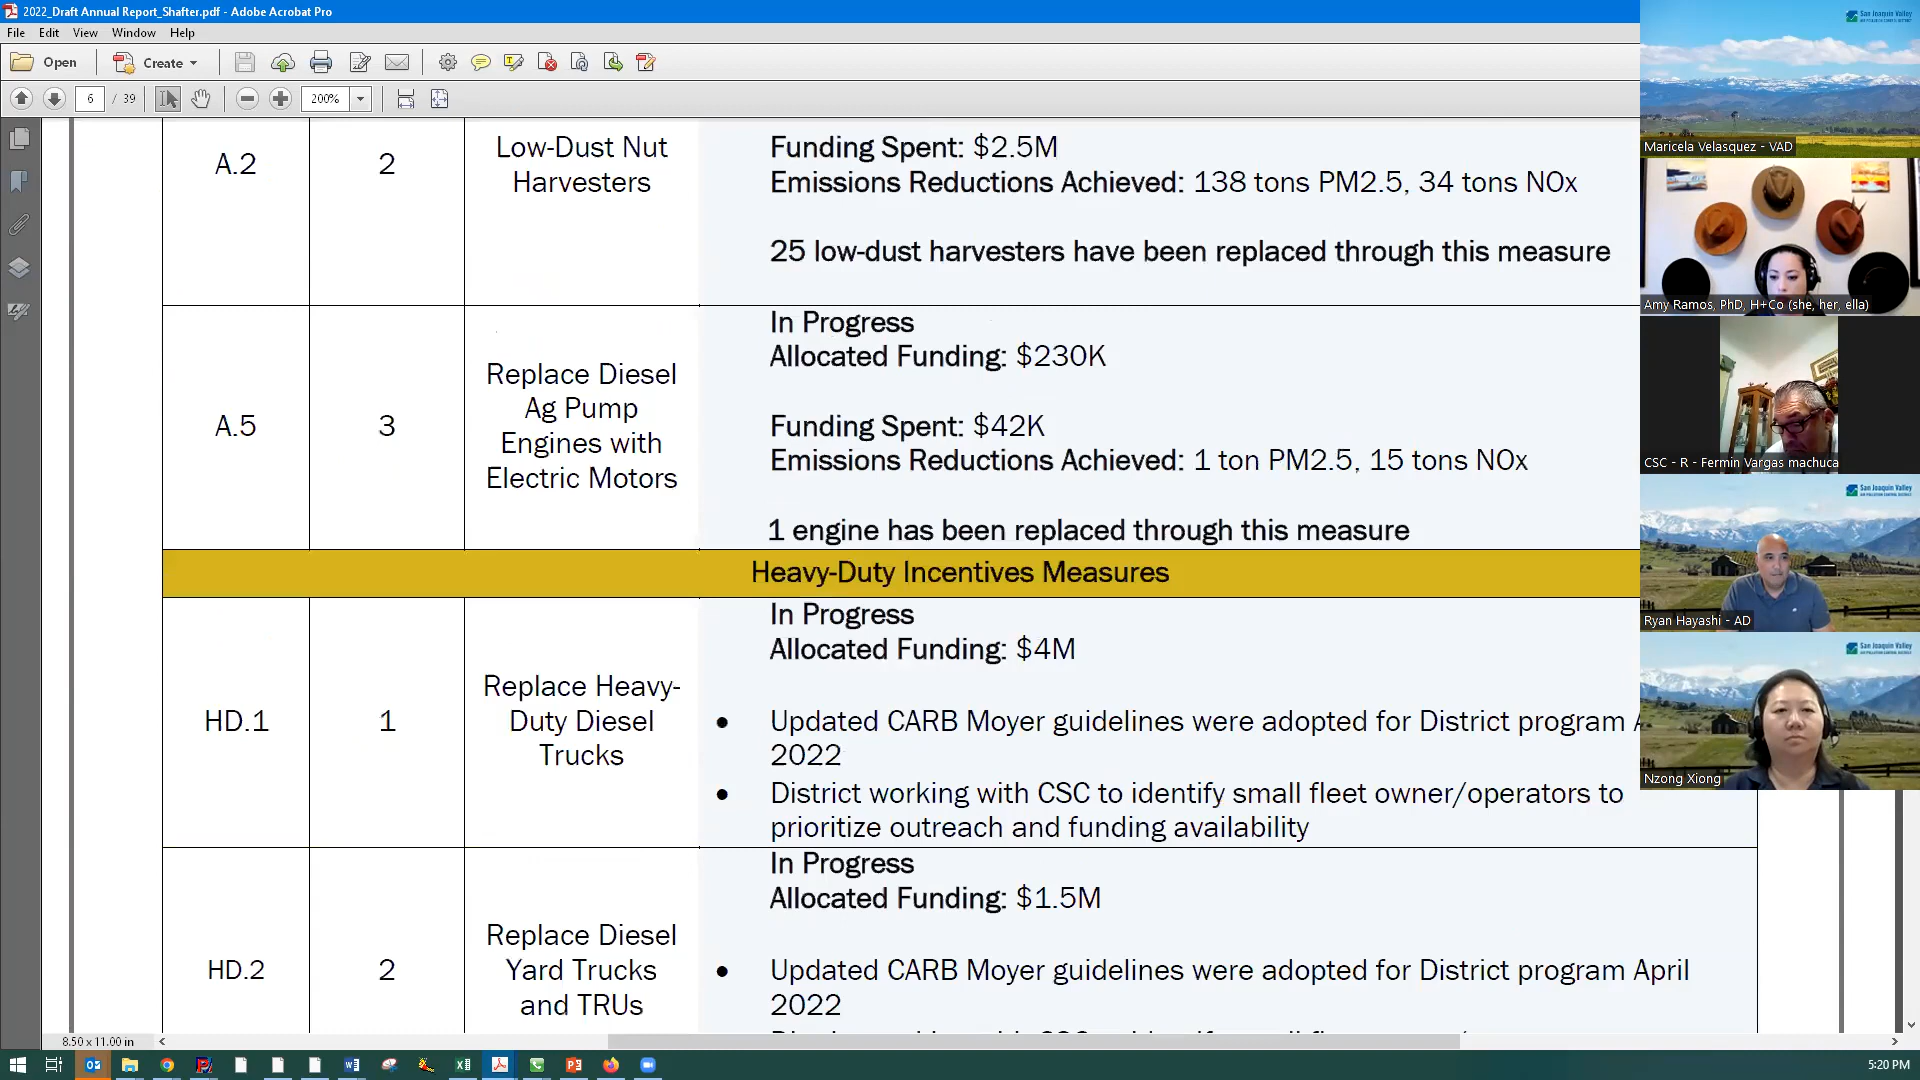 2022_Draft Annual Report_Shafter.pdf - Adobe Acrobat Pro
File Edit View Window Help
Open Create
6 / 39 200%
A.2
2
Low-Dust Nut
Harvesters
Funding Spent: $2.5M
Emissions Reductions Achieved: 138 tons PM2.5, 34 tons NOx
25 low-dust harvesters have been replaced through this measure
A.5
3
Replace Diesel
Ag Pump
Engines with
Electric Motors
In Progress
Allocated Funding: $230K
Funding Spent: $42K
Emissions Reductions Achieved: 1 ton PM2.5, 15 tons NOx
1 engine has been replaced through this measure
Heavy-Duty Incentives Measures
HD.1
1
Replace Heavy-
Duty Diesel
Trucks
In Progress
Allocated Funding: $4M
• Updated CARB Moyer guidelines were adopted for District program
2022
• District working with CSC to identify small fleet owner/operators to
prioritize outreach and funding availability
HD.2
2
Replace Diesel
Yard Trucks
and TRUs
In Progress
Allocated Funding: $1.5M
• Updated CARB Moyer guidelines were adopted for District program April
2022
8.50 x 11.00 in
San Joaquin Valley
Maricela Velasquez - VAD
Amy Ramos, PhD, H+Co (she, her, ella)
CSC - R - Fermin Vargas machuca
San Joaquin Valley
Ryan Hayashi - AD
San Joaquin Valley
Nzong Xiong
5:20 PM